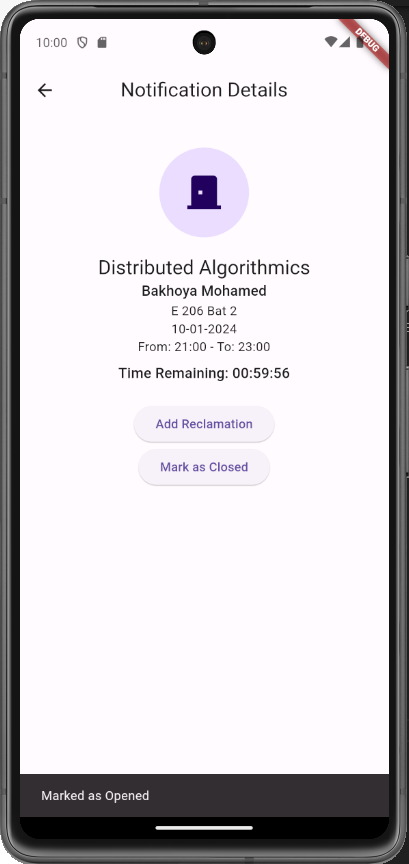 10:00
DEBUG
Notification Details
Distributed Algorithmics
Bakhoya Mohamed
E 206 Bat 2
10-01-2024
From: 21:00 - To: 23:00
Time Remaining: 00:59:56
Add Reclamation
Mark as Closed
Marked as Opened